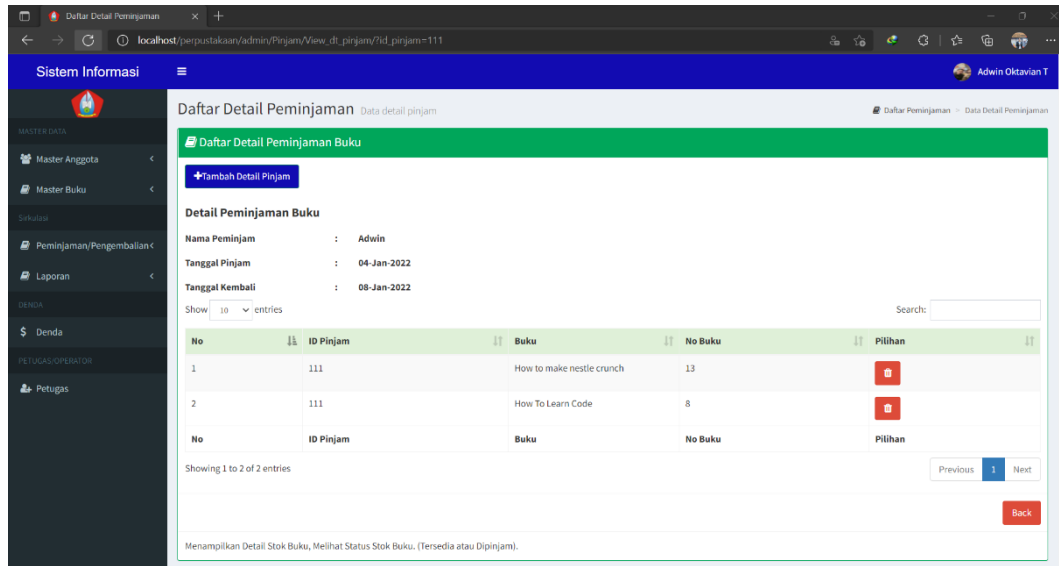 Daftar Detail Peminjaman
localhost/perpustakaan/admin/Pinjam/View_dt_pinjam/?id_pinjam=111
Sistem Informasi
Adwin Oktavian T
MASTER DATA
Master Anggota
Master Buku
Sirkulasi
Peminjaman/Pengembalian
Laporan
DENDA
$ Denda
PETUGAS/OPERATOR
Petugas
Daftar Detail Peminjaman Data detail pinjam
Daftar Peminjaman > Data Detail Peminjaman
Daftar Detail Peminjaman Buku
+Tambah Detail Pinjam
Detail Peminjaman Buku
Nama Peminjam : Adwin
Tanggal Pinjam : 04-Jan-2022
Tanggal Kembali : 08-Jan-2022
Show 10 entries Search:
No ID Pinjam Buku No Buku Pilihan
1 111 How to make nestle crunch 13
2 111 How To Learn Code 8
No ID Pinjam Buku No Buku Pilihan
Showing 1 to 2 of 2 entries Previous 1 Next
Back
Menampilkan Detail Stok Buku, Melihat Status Stok Buku. (Tersedia atau Dipinjam).